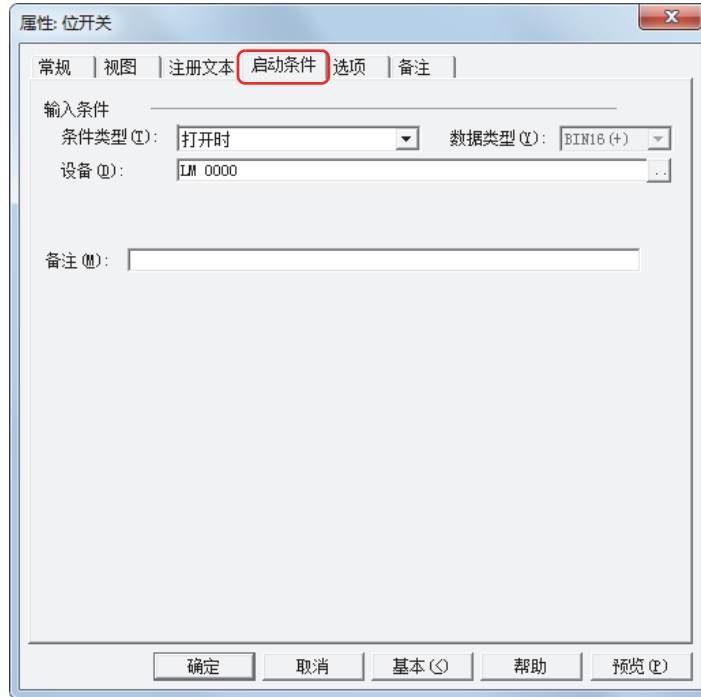 属性: 位开关
常规 视图 注册文本 启动条件 选项 备注
输入条件
条件类型(T): 打开时 数据类型(Y): BIN16(+)
设备(D): LM 0000 ..
备注(M):
确定 取消 基本(<) 帮助 预览(P)